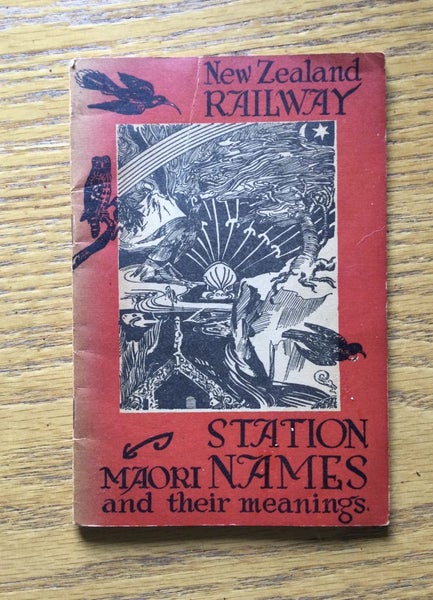 New Zealand
RAILWAY
STATION
MAORI NAMES
and their meanings.